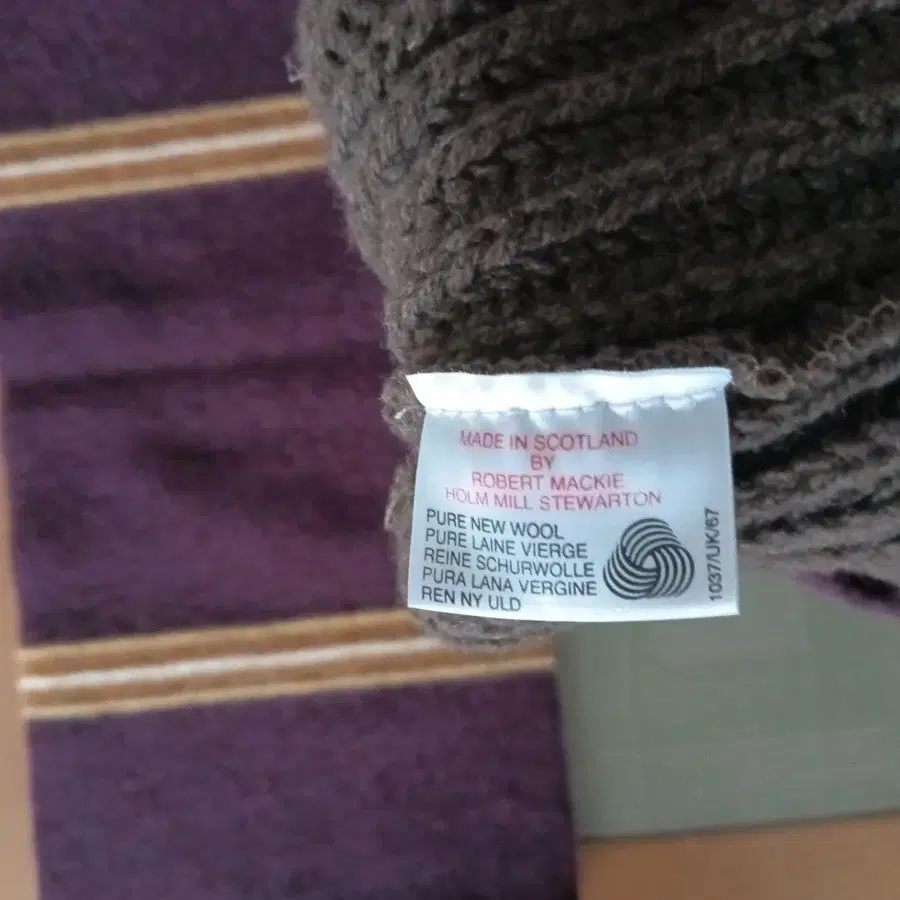 MADE IN SCOTLAND
BY
ROBERT MACKIE
HOLM MILL STEWARTON
PURE NEW WOOL
PURE LAINE VIERGE
REINE SCHURWOLLE
PURA LANA VERGINE
REN NY ULD
1037/UK/67